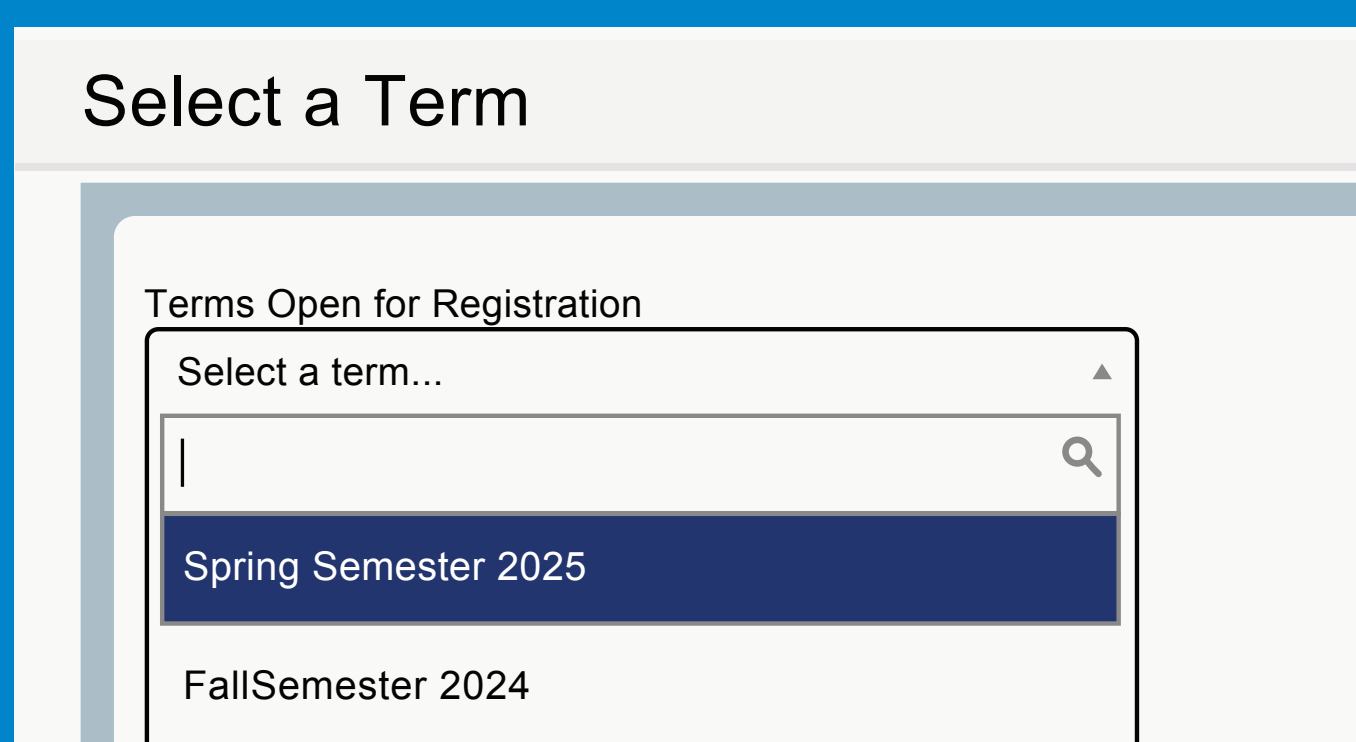 Select a Term
Terms Open for Registration
Select a term...
Spring Semester 2025
FallSemester 2024